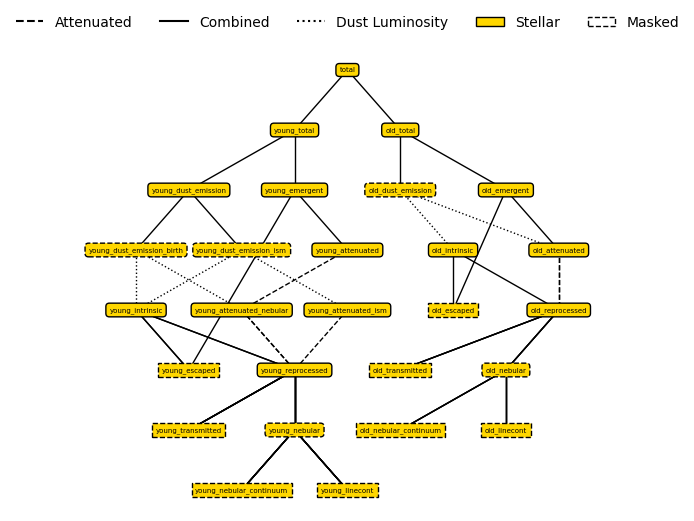 Attenuated Combined Dust Luminosity Stellar Masked
total
young_total old_total
young_dust_emission young_emergent old_dust_emission old_emergent
young_dust_emission_birth young_dust_emission_ism young_attenuated old_intrinsic old_attenuated
young_intrinsic young_attenuated_nebular young_attenuated_ism old_escaped old_reprocessed
young_escaped young_reprocessed old_transmitted old_nebular
young_transmitted young_nebular old_nebular_continuum old_linecont
young_nebular_continuum young_linecont